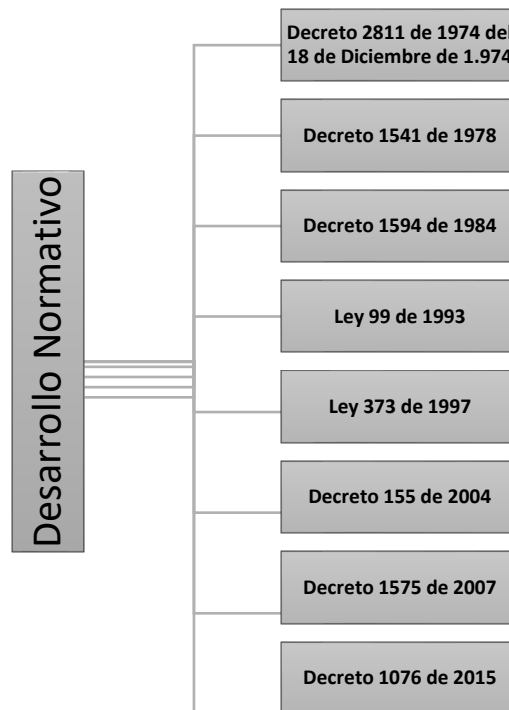 Desarrollo Normativo
Decreto 2811 de 1974 del
18 de Diciembre de 1.974
Decreto 1541 de 1978
Decreto 1594 de 1984
Ley 99 de 1993
Ley 373 de 1997
Decreto 155 de 2004
Decreto 1575 de 2007
Decreto 1076 de 2015